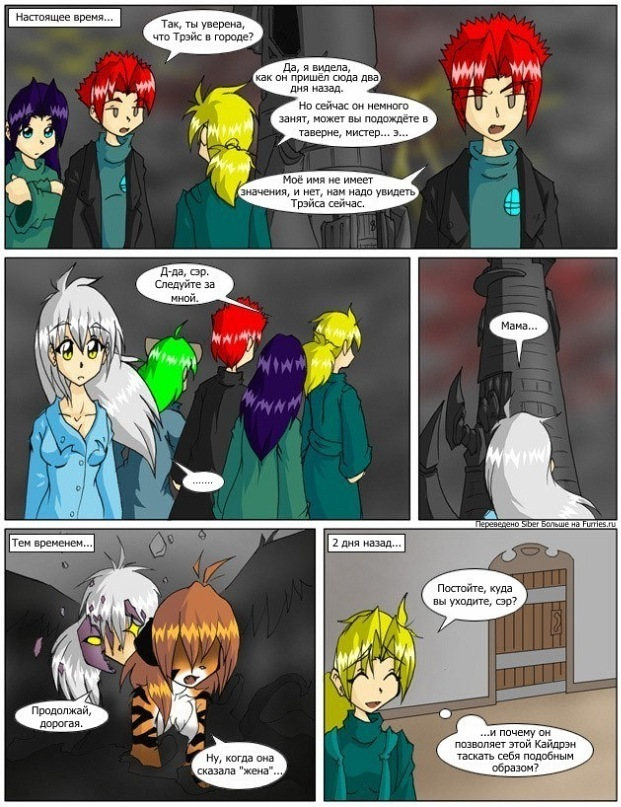 Настоящее время...
Так, ты уверена,
что Трэйс в городе?
Да, я видела,
как он пришёл сюда два
дня назад.
Но сейчас он немного
занят, может вы подождёте в
таверне, мистер... э...
Моё имя не имеет
значения, и нет, нам надо увидеть
Трэйса сейчас.
Д-да, сэр.
Следуйте за
мной.
.......
Мама...
Переведено Siber Больше на Furries.ru
Тем временем...
Продолжай,
дорогая.
Ну, когда она
сказала "жена"...
2 дня назад...
Постойте, куда
вы уходите, сэр?
...и почему он
позволяет этой Кайдрэн
таскать себя подобным
образом?